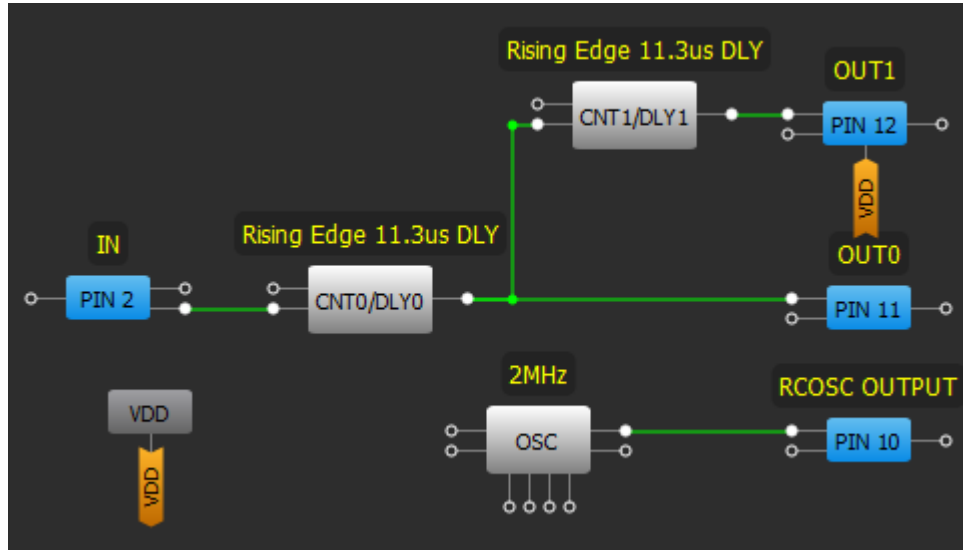 Rising Edge 11.3us DLY
OUT1
CNT1/DLY1
PIN 12
VDD
IN
Rising Edge 11.3us DLY
OUT0
PIN 2
CNT0/DLY0
PIN 11
2MHz
RCOSC OUTPUT
VDD
OSC
PIN 10
VDD